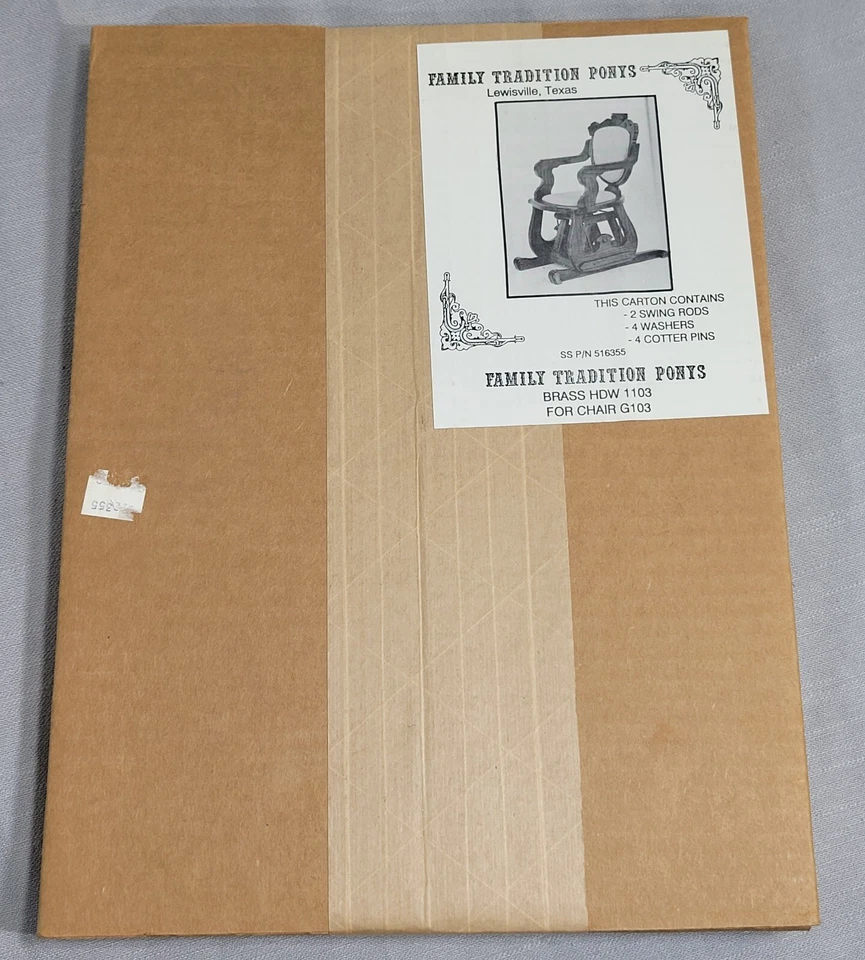 FAMILY TRADITION PONYS
Lewisville, Texas
THIS CARTON CONTAINS
- 2 SWING RODS
- 4 WASHERS
- 4 COTTER PINS
SS P/N 516355
FAMILY TRADITION PONYS
BRASS HDW 1103
FOR CHAIR G103